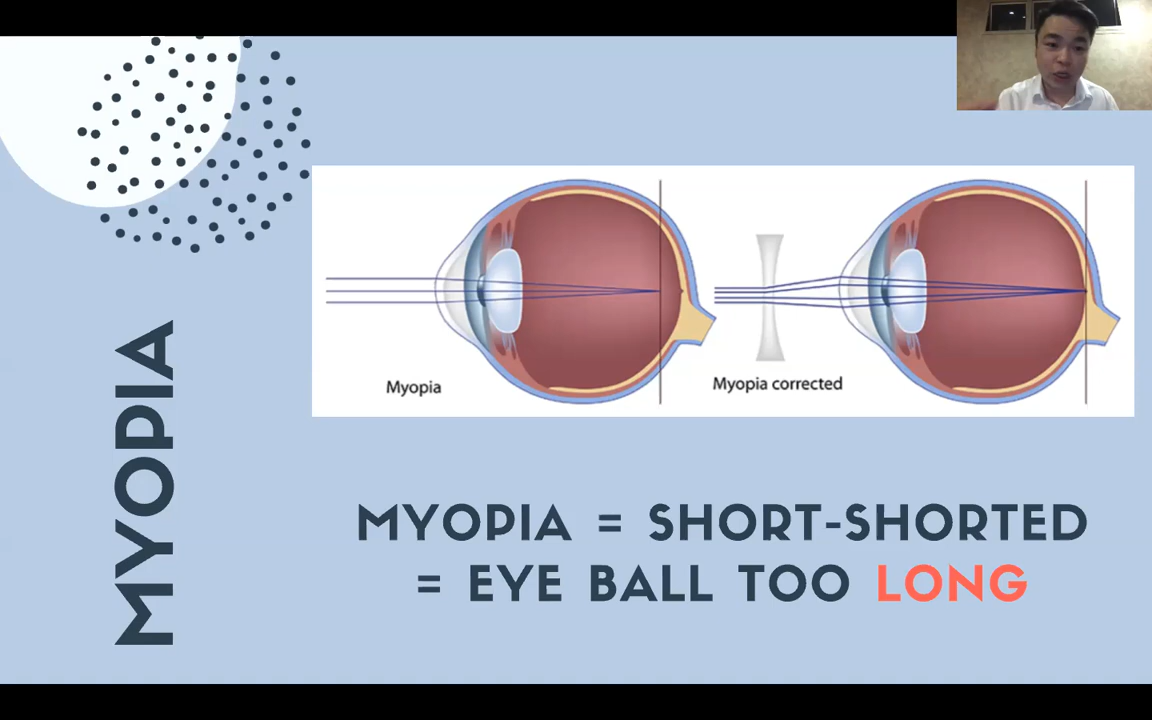 MYOPIA
Myopia
Myopia corrected
MYOPIA = SHORT-SHORTED
= EYE BALL TOO LONG